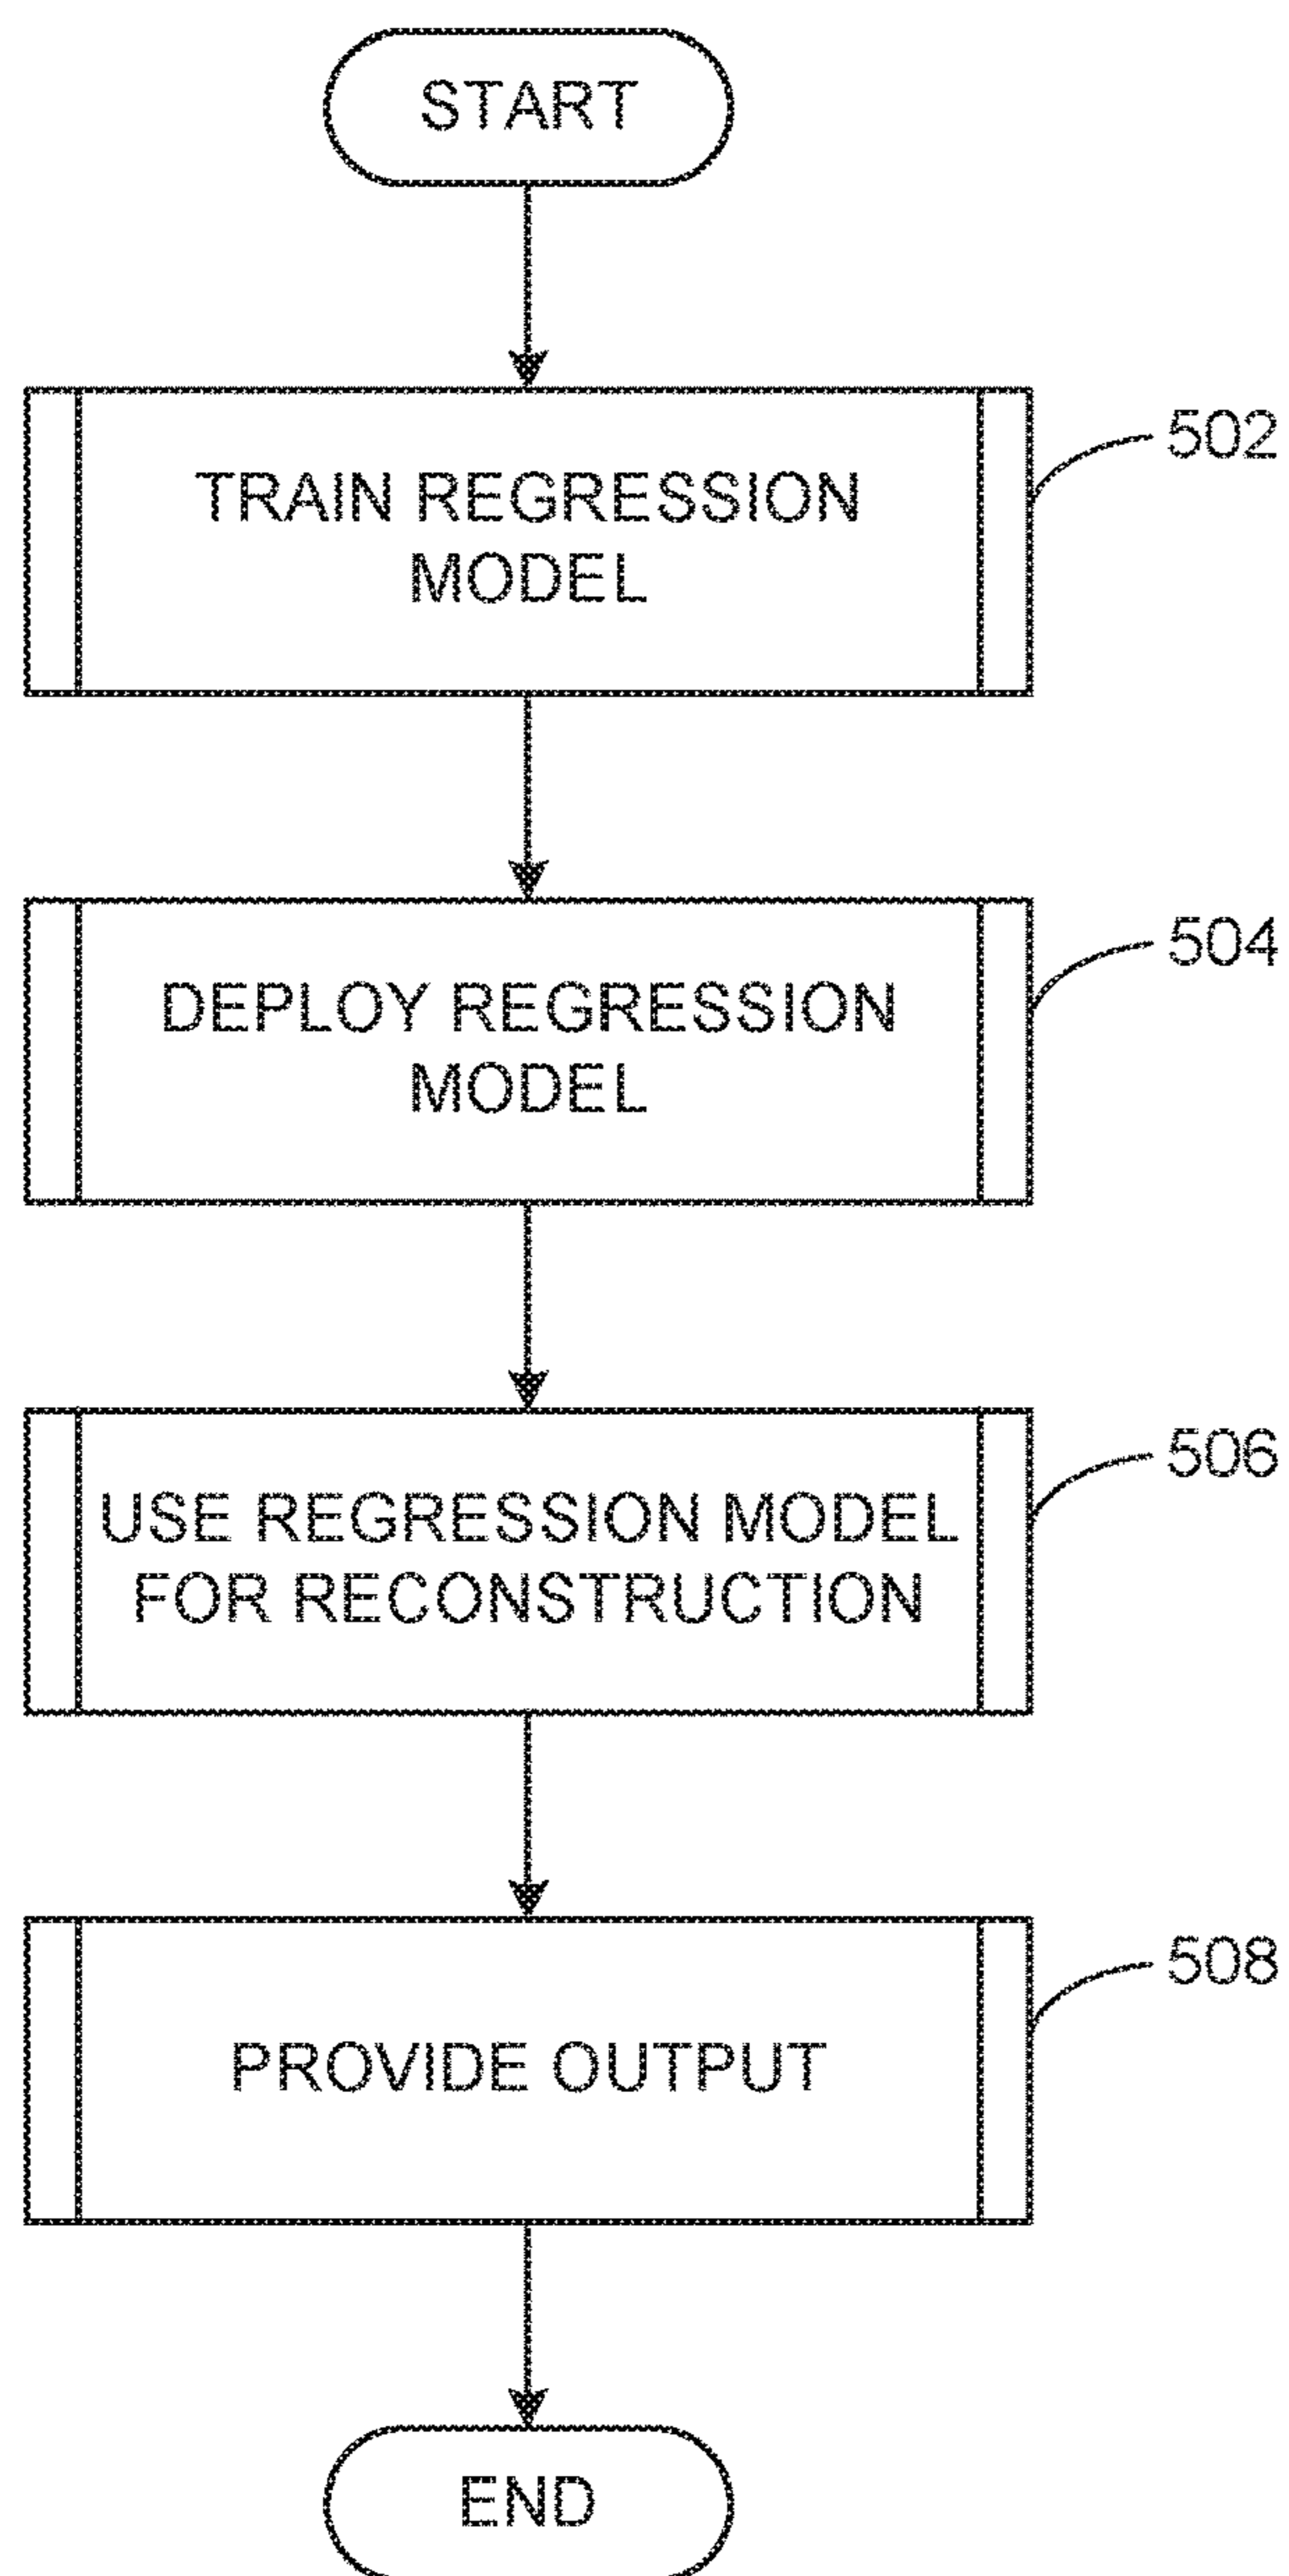 START
TRAIN REGRESSION
MODEL
502
DEPLOY REGRESSION
MODEL
504
USE REGRESSION MODEL
FOR RECONSTRUCTION
506
PROVIDE OUTPUT
508
END